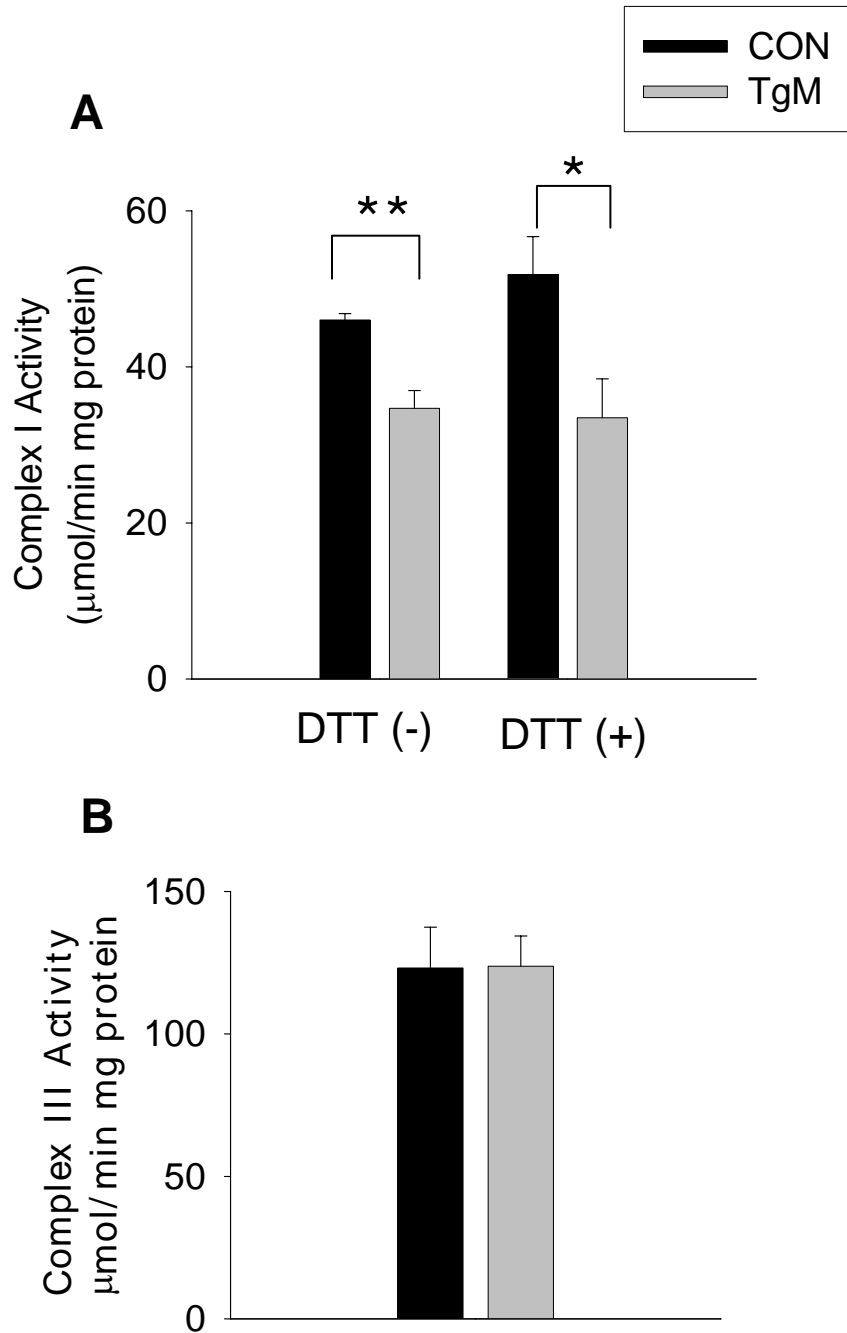 CON
TgM
A
**
*
60
40
20
0
Complex I Activity
(μmol/min mg protein)
DTT (-)
DTT (+)
B
150
100
50
0
Complex III Activity
μmol/min mg protein